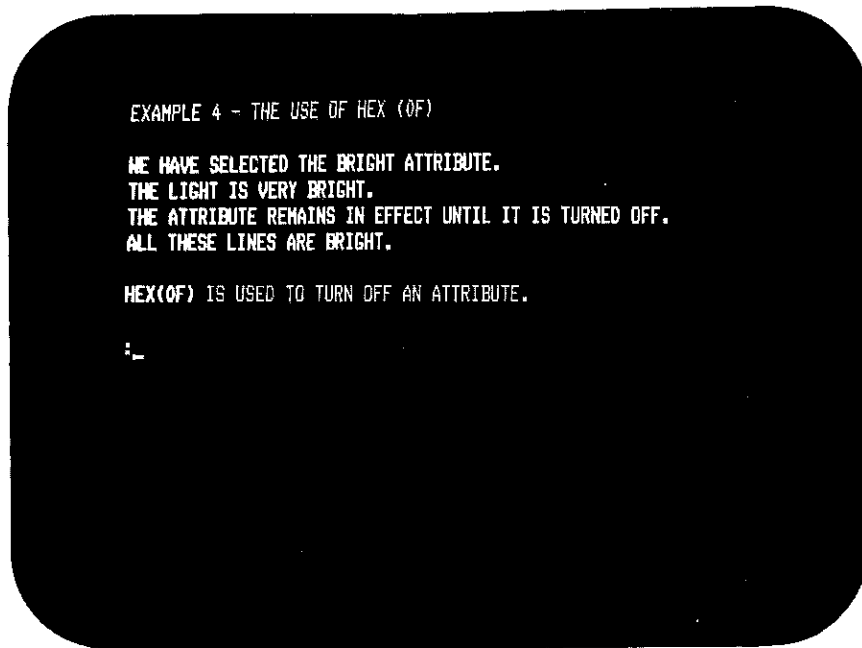 EXAMPLE 4 - THE USE OF HEX (OF)
WE HAVE SELECTED THE BRIGHT ATTRIBUTE.
THE LIGHT IS VERY BRIGHT.
THE ATTRIBUTE REMAINS IN EFFECT UNTIL IT IS TURNED OFF.
ALL THESE LINES ARE BRIGHT.
HEX(OF) IS USED TO TURN OFF AN ATTRIBUTE.
:_